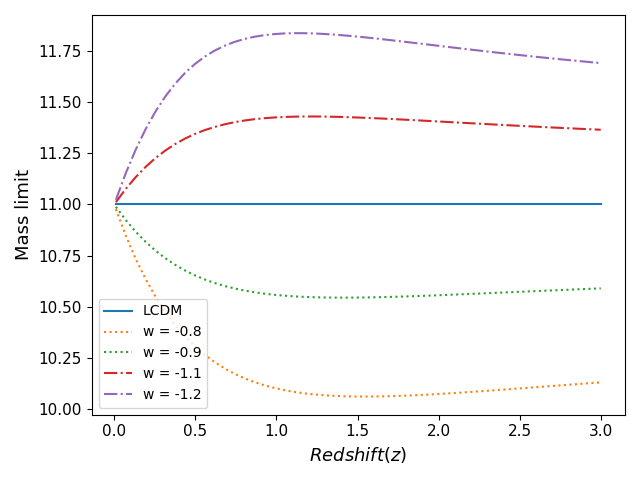 11.75
11.50
11.25
11.00
10.75
10.50
10.25
10.00
Mass limit
LCDM
w = -0.8
w = -0.9
w = -1.1
w = -1.2
0.0 0.5 1.0 1.5 2.0 2.5 3.0
Redshift(z)